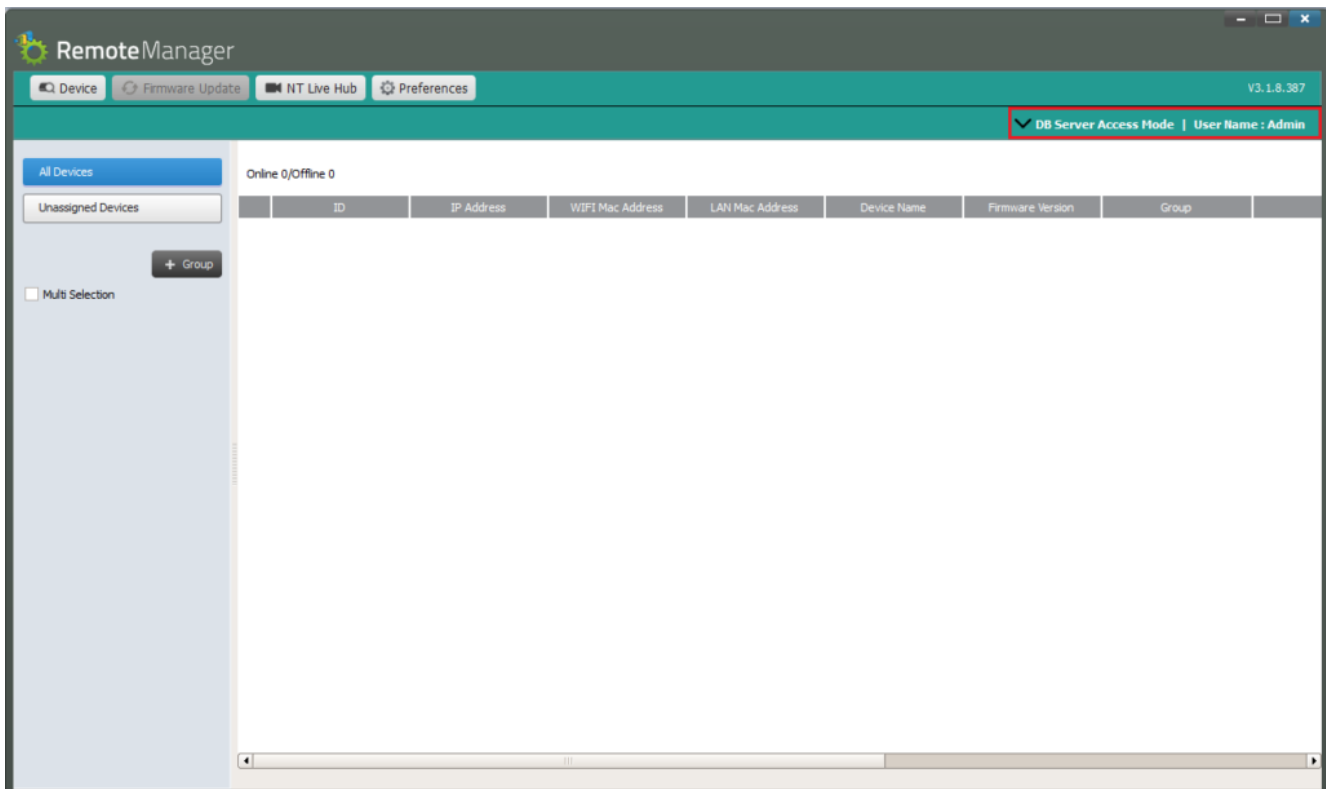 RemoteManager
Device Firmware Update NT Live Hub Preferences V3.1.8.387
DB Server Access Mode | User Name : Admin
All Devices
Online 0/Offline 0
Unassigned Devices
ID IP Address WIFI Mac Address LAN Mac Address Device Name Firmware Version Group
+ Group
Multi Selection